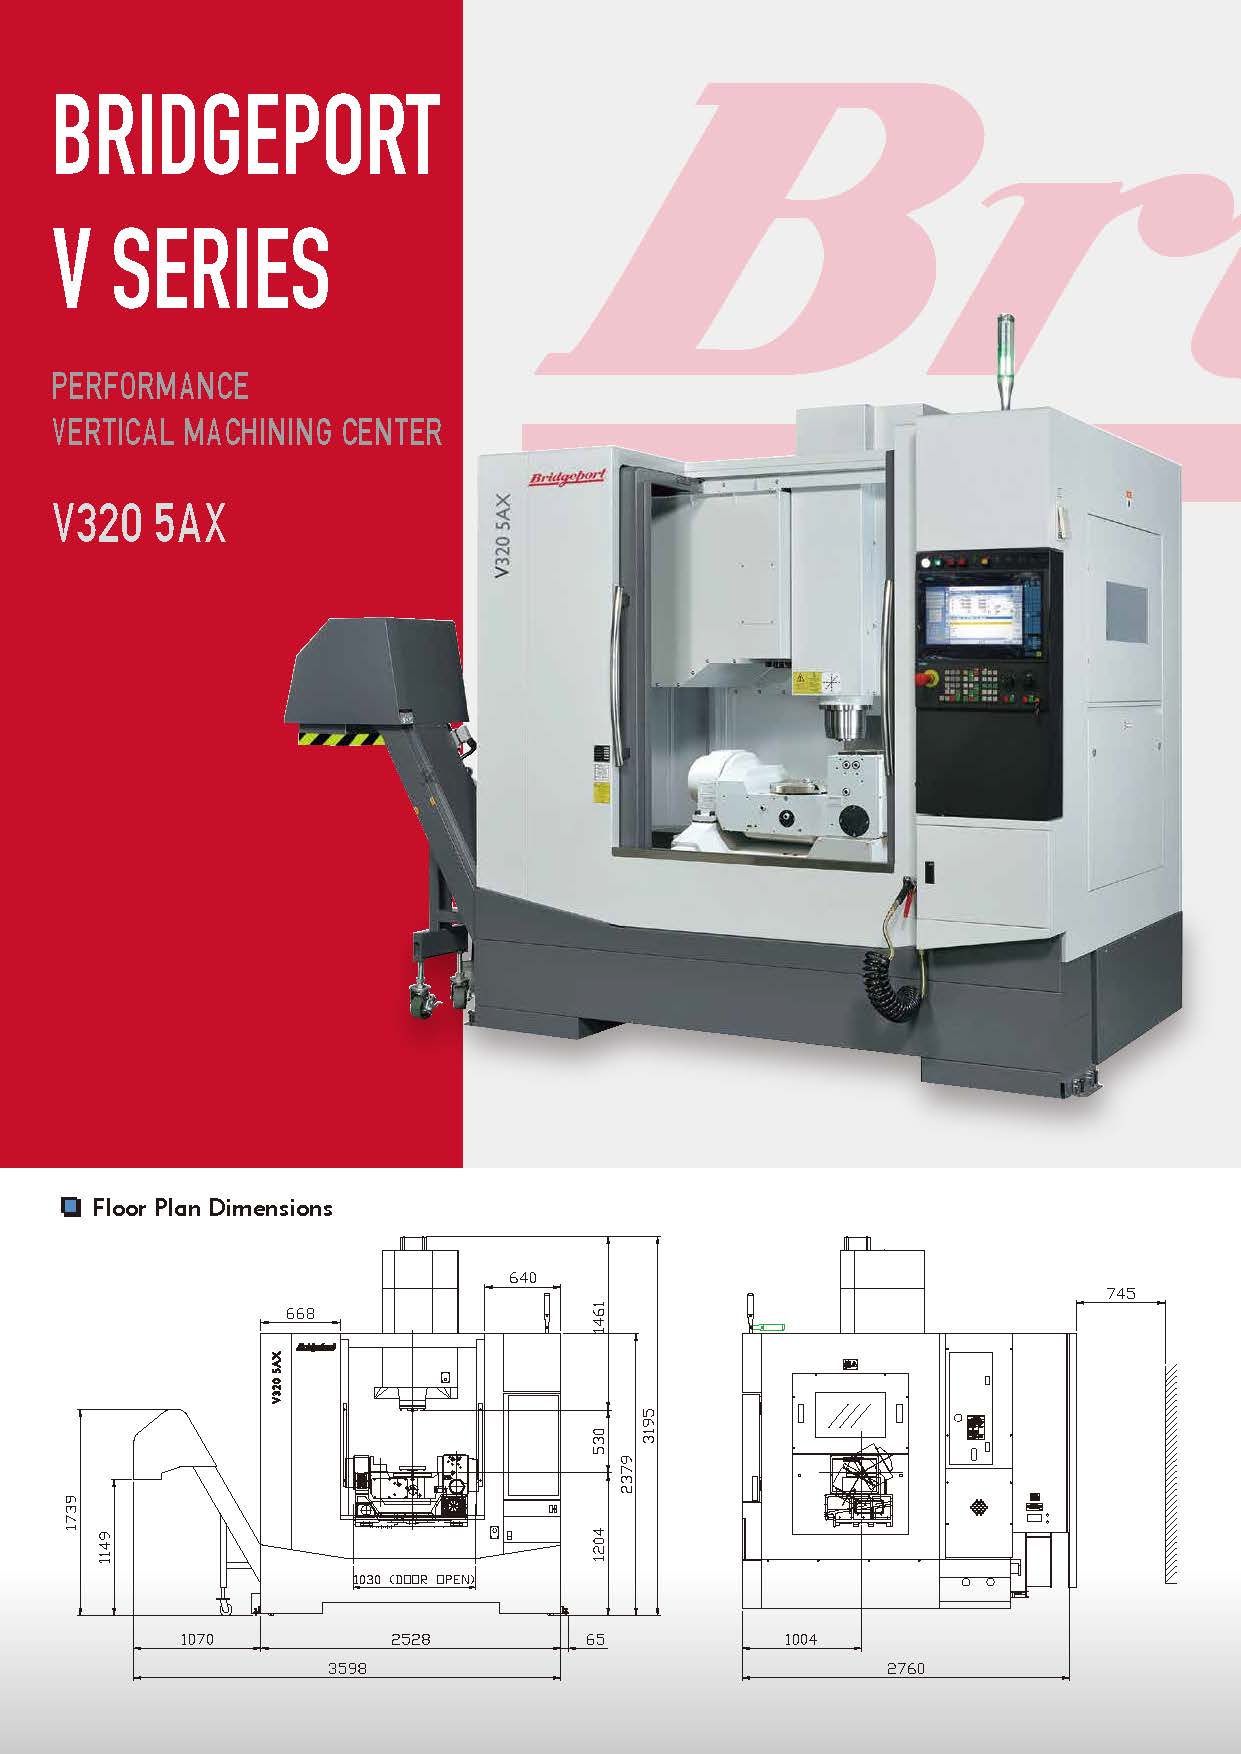 BRIDGEPORT
V SERIES
PERFORMANCE
VERTICAL MACHINING CENTER
V320 5AX
Bri
Bridgeport
V320 5AX
Floor Plan Dimensions
640
668
1461
745
Bridgeport
V320 5AX
530
3195
2379
1739
1149
1204
1030 (DOOR OPEN)
1070
2528
65
1004
3598
2760